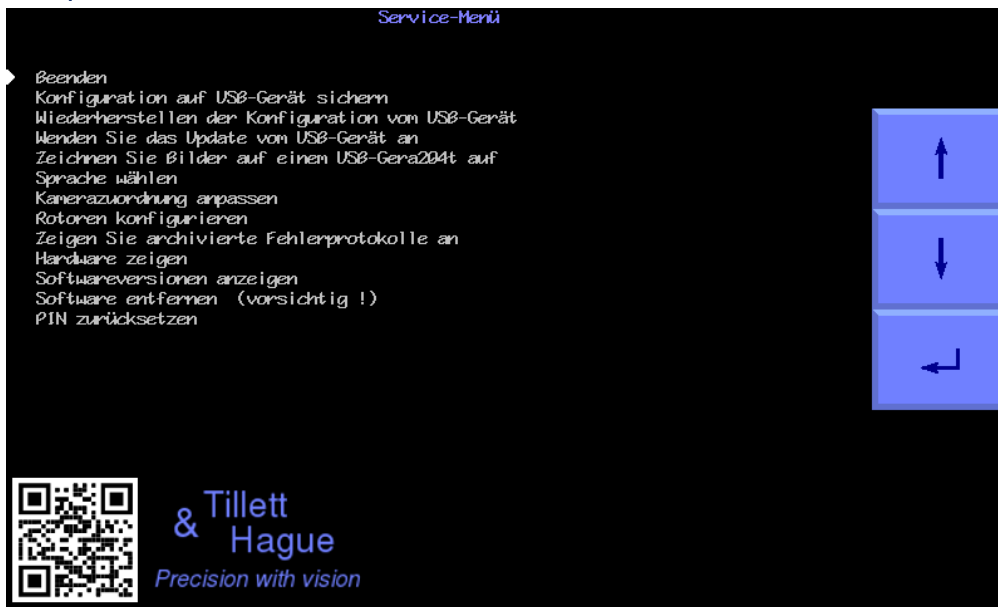 Service-Menü
Beenden
Konfiguration auf USB-Gerät sichern
Wiederherstellen der Konfiguration vom USB-Gerät
Wenden Sie das Update vom USB-Gerät an
Zeichnen Sie Bilder auf einem USB-Gera204t auf
Sprache wählen
Kamerazuordnung anpassen
Rotoren konfigurieren
Zeigen Sie archivierte Fehlerprotokolle an
Hardware zeigen
Softwareversionen anzeigen
Software entfernen (vorsichtig !)
PIN zurücksetzen
& Tillett
Hague
Precision with vision